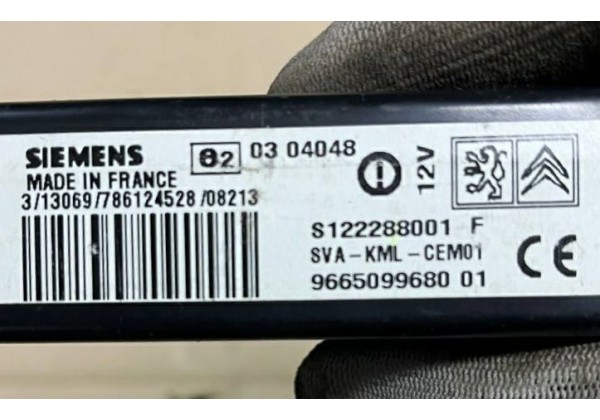 SIEMENS
e2 03 04048
MADE IN FRANCE
3/13069/786124528/08213
12V
S122288001 F
SVA-KML-CEM01
9665099680 01
CE